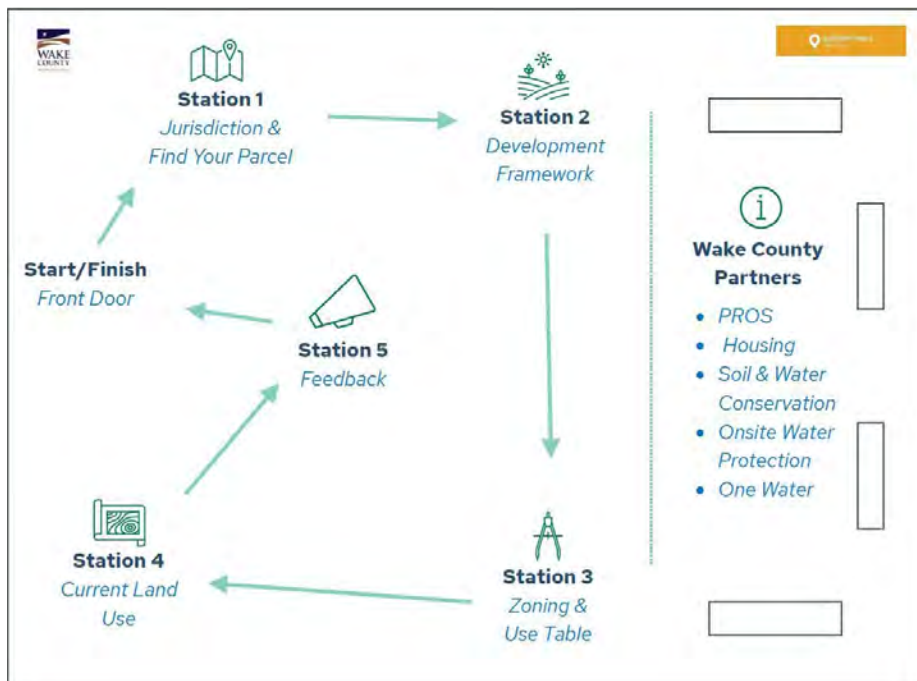 WAKE
COUNTY
Station 1
Jurisdiction &
Find Your Parcel
Station 2
Development
Framework
Start/Finish
Front Door
Station 5
Feedback
Station 4
Current Land
Use
Station 3
Zoning &
Use Table
Wake County
Partners
• PROS
• Housing
• Soil & Water
Conservation
• Onsite Water
Protection
• One Water